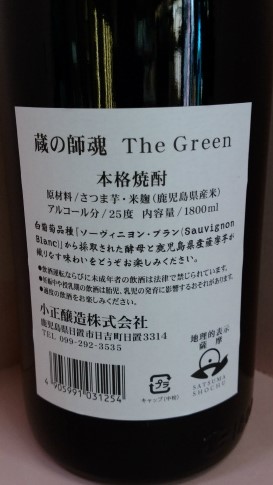 蔵の師魂 The Green
本格焼酎
原材料/さつま芋・米麹(鹿児島県産米)
アルコール分/25度 内容量/1800ml
白葡萄品種[ソーヴィニヨン・ブラン(Sauvignon
Blanc)]から採取された酵母と鹿児島県産薩摩芋が
織りなす味わいをどうぞお楽しみください。
●飲酒運転ならびに未成年者の飲酒は法律で禁じられています。
●妊娠中や授乳期の飲酒は胎児、乳児の発育に影響するおそれがあります。
●適度の飲酒をお楽しみください。
小正醸造株式会社
鹿児島県日置市日吉町日置3314
TEL 099-292-3535
4 905991 031254
プラ
キャップ(中栓)
地理的表示
薩摩
SATSUMA
SHOCHU